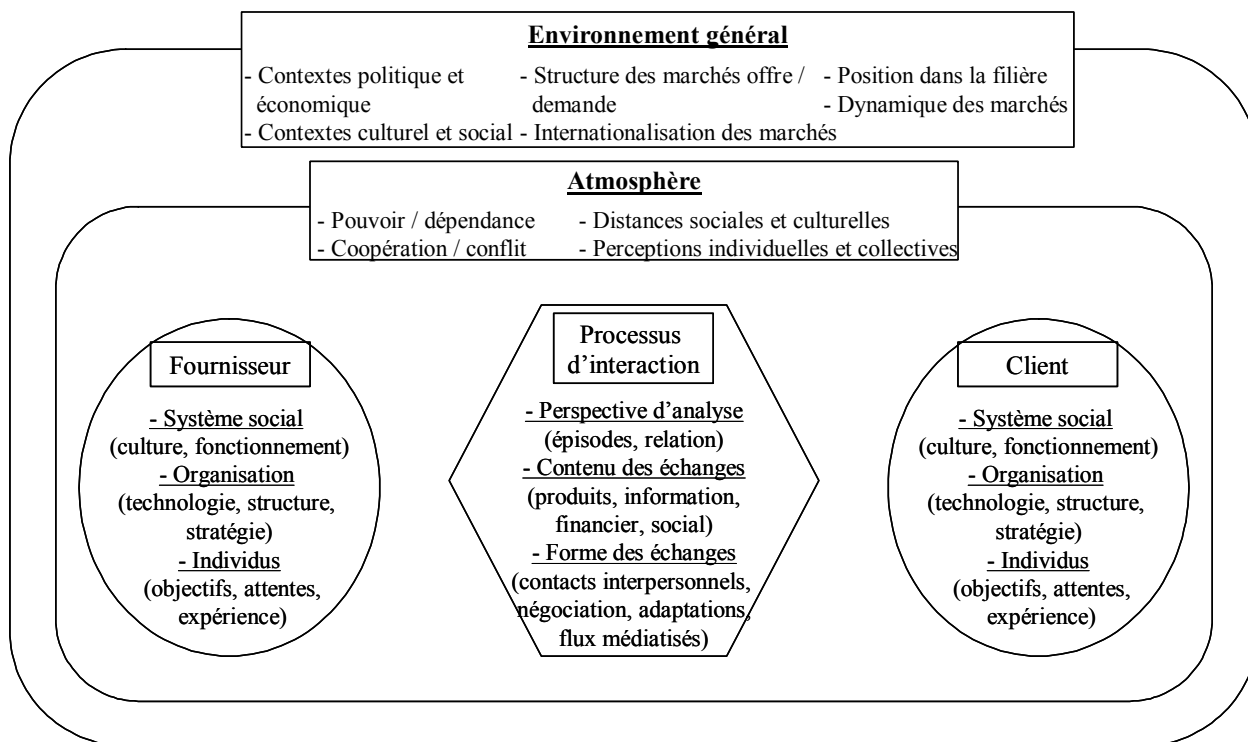 Environnement général
- Contextes politique et
économique
- Contextes culturel et social
- Structure des marchés offre /
demande
- Internationalisation des marchés
- Position dans la filière
- Dynamique des marchés
Atmosphère
- Pouvoir / dépendance
- Coopération / conflit
- Distances sociales et culturelles
- Perceptions individuelles et collectives
Fournisseur
- Système social
(culture, fonctionnement)
- Organisation
(technologie, structure,
stratégie)
- Individus
(objectifs, attentes,
expérience)
Processus
d’interaction
- Perspective d’analyse
(épisodes, relation)
- Contenu des échanges
(produits, information,
financier, social)
- Forme des échanges
(contacts interpersonnels,
négociation, adaptations,
flux médiatisés)
Client
- Système social
(culture, fonctionnement)
- Organisation
(technologie, structure,
stratégie)
- Individus
(objectifs, attentes,
expérience)